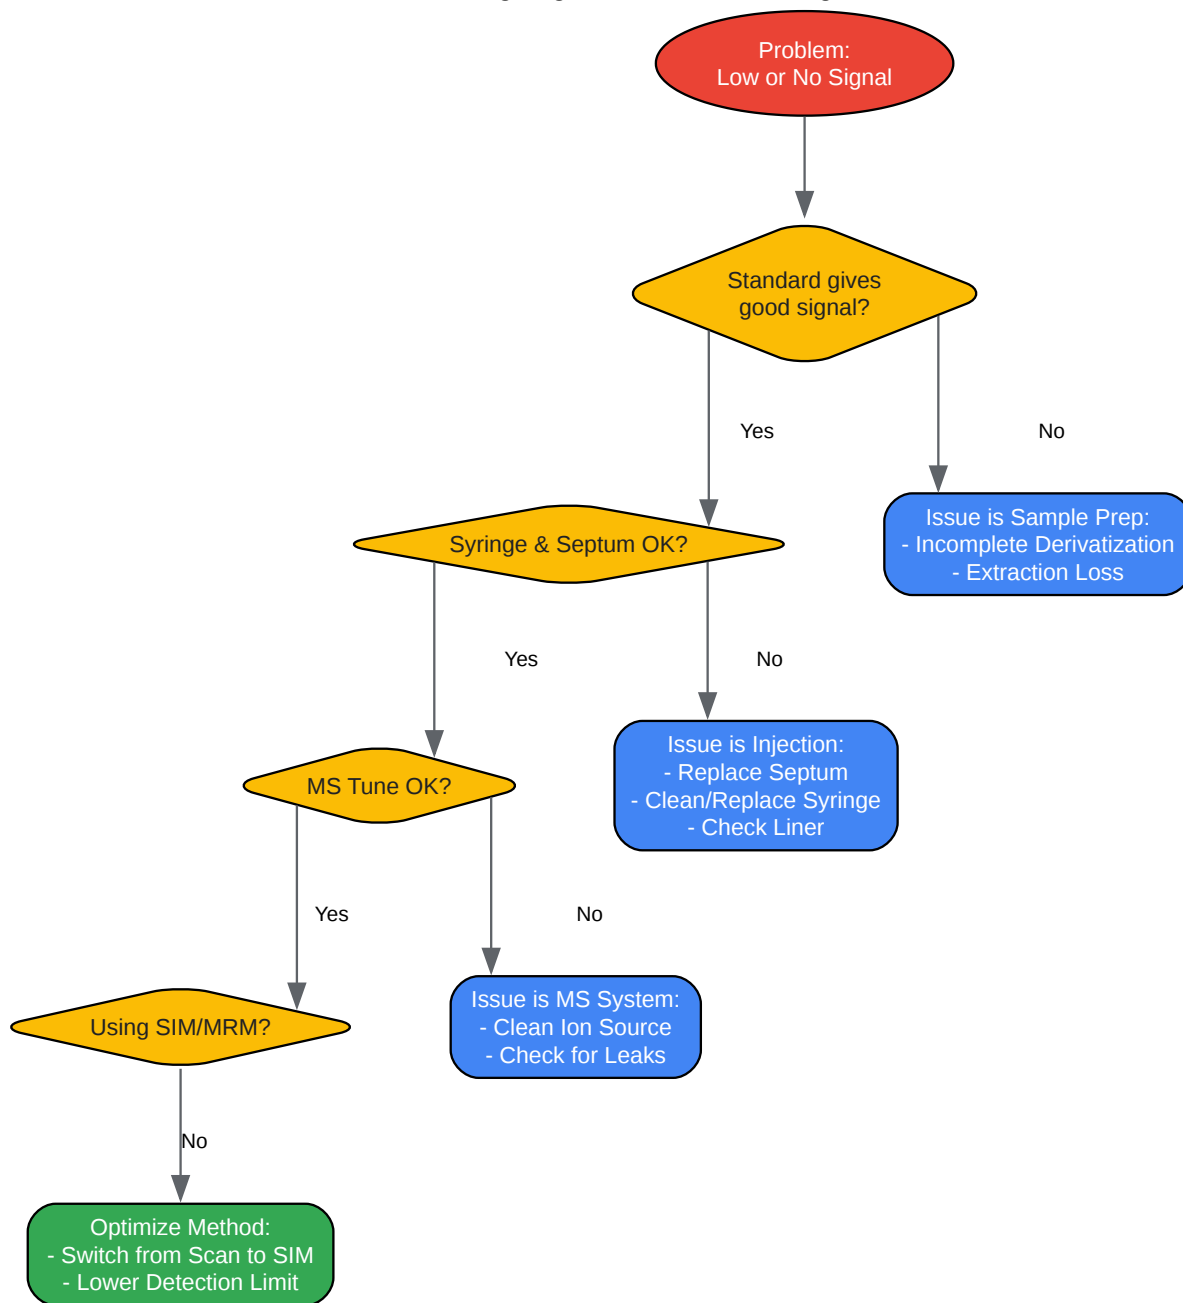 Problem:
Low or No Signal
Standard gives
good signal?
Yes
No
Issue is Sample Prep:
- Incomplete Derivatization
- Extraction Loss
Syringe & Septum OK?
Yes
No
Issue is Injection:
- Replace Septum
- Clean/Replace Syringe
- Check Liner
MS Tune OK?
Yes
No
Issue is MS System:
- Clean Ion Source
- Check for Leaks
Using SIM/MRM?
No
Optimize Method:
- Switch from Scan to SIM
- Lower Detection Limit